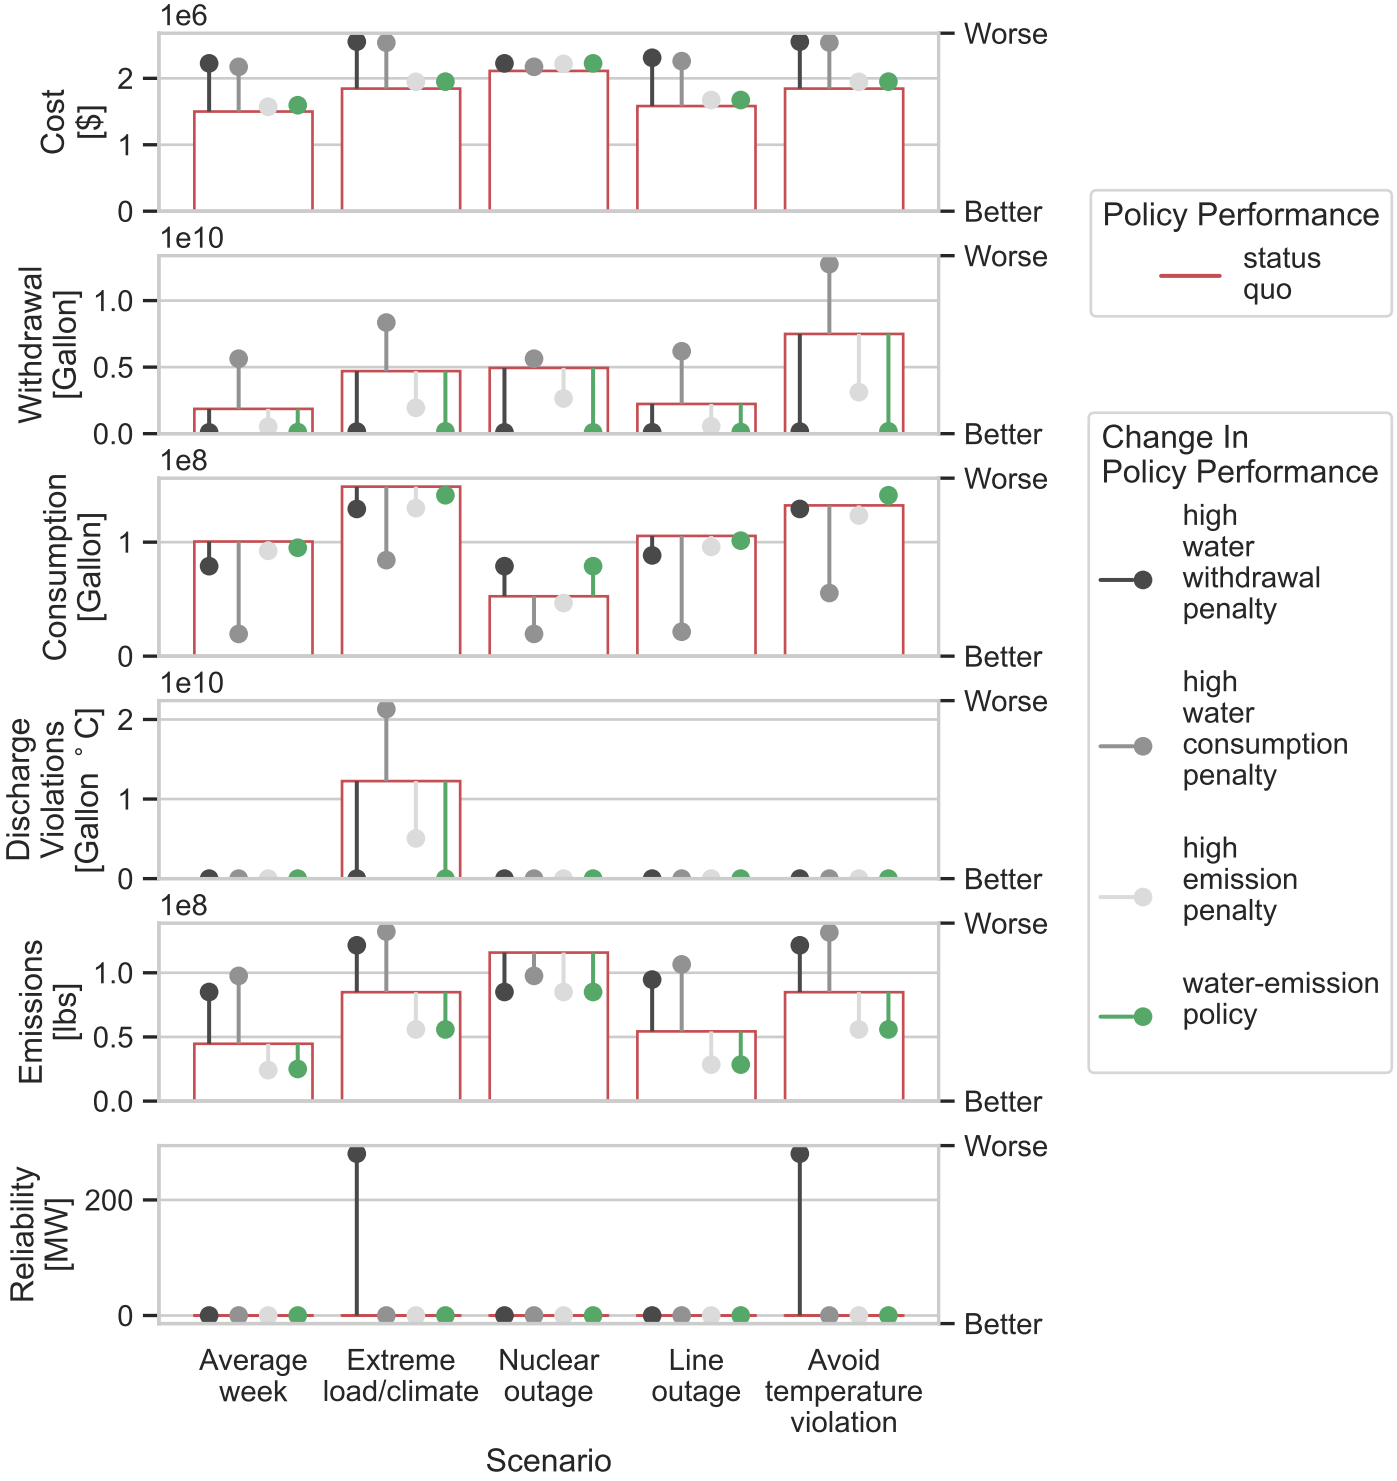 1e6
Cost
[$]
2
1
0
Worse
Better
1e10
Withdrawal
[Gallon]
1.0
0.5
0.0
Worse
Better
1e8
Consumption
[Gallon]
1
0
Worse
Better
1e10
Discharge
Violations
[Gallon °C]
2
1
0
Worse
Better
1e8
Emissions
[lbs]
1.0
0.5
0.0
Worse
Better
Reliability
[MW]
200
0
Worse
Better
Average
week
Extreme
load/climate
Nuclear
outage
Line
outage
Avoid
temperature
violation
Scenario
Policy Performance
status
quo
Change In
Policy Performance
high
water
withdrawal
penalty
high
water
consumption
penalty
high
emission
penalty
water-emission
policy